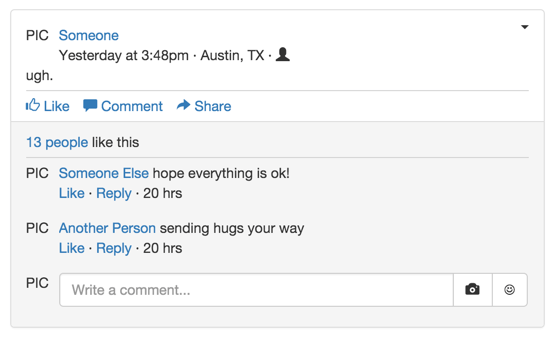 PIC Someone
Yesterday at 3:48pm · Austin, TX ·
ugh.
Like Comment Share
13 people like this
PIC Someone Else hope everything is ok!
Like · Reply · 20 hrs
PIC Another Person sending hugs your way
Like · Reply · 20 hrs
PIC Write a comment...